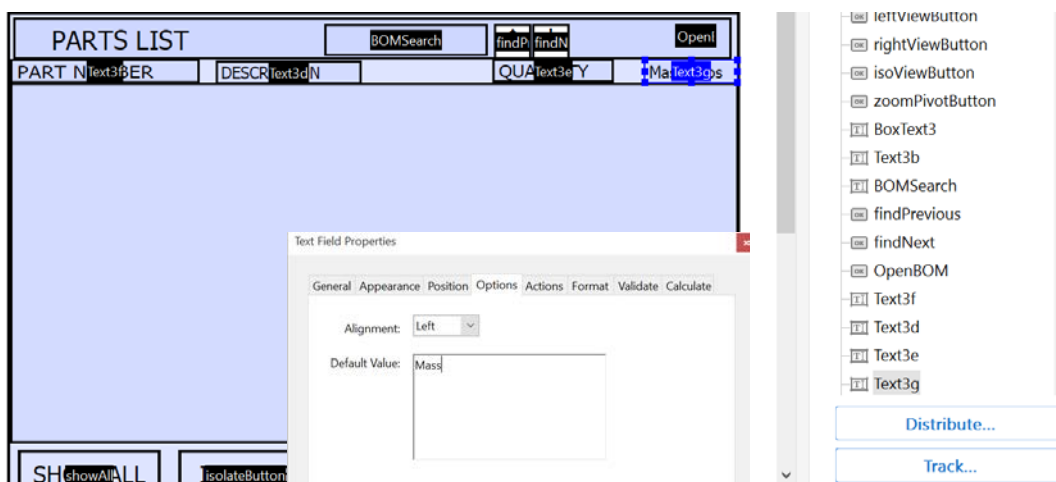 PARTS LIST
BOMSearch
findP
findN
OpenI
PART N Text3f BER
DESCR Text3d N
QUA Text3e TY
Ma Text3g ps
Text Field Properties
General Appearance Position Options Actions Format Validate Calculate
Alignment: Left
Default Value: Mass
SH showAll ALL
isolateButton
leftViewButton
rightViewButton
isoViewButton
zoomPivotButton
BoxText3
Text3b
BOMSearch
findPrevious
findNext
OpenBOM
Text3f
Text3d
Text3e
Text3g
Distribute...
Track...